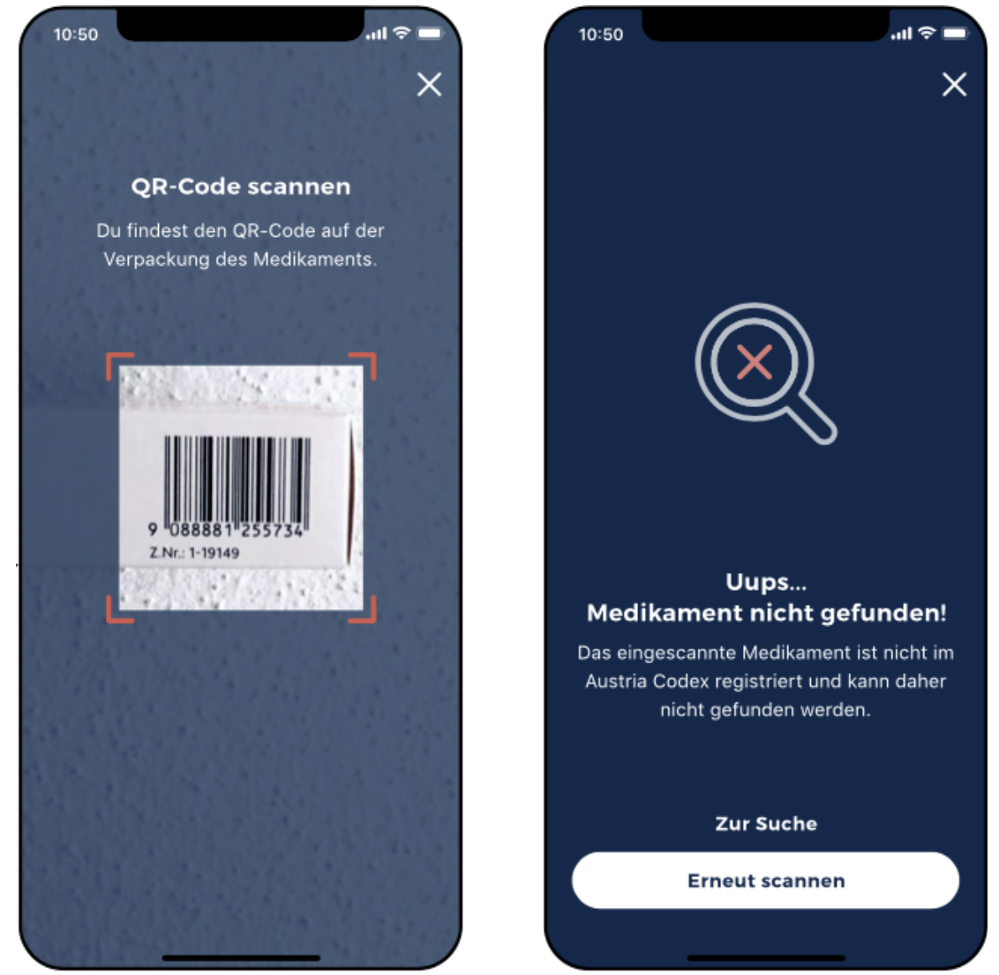 10:50
QR-Code scannen
Du findest den QR-Code auf der
Verpackung des Medikaments.
9 088881 255734
Z.Nr.: 1-19149
10:50
Uups...
Medikament nicht gefunden!
Das eingescannte Medikament ist nicht im
Austria Codex registriert und kann daher
nicht gefunden werden.
Zur Suche
Erneut scannen